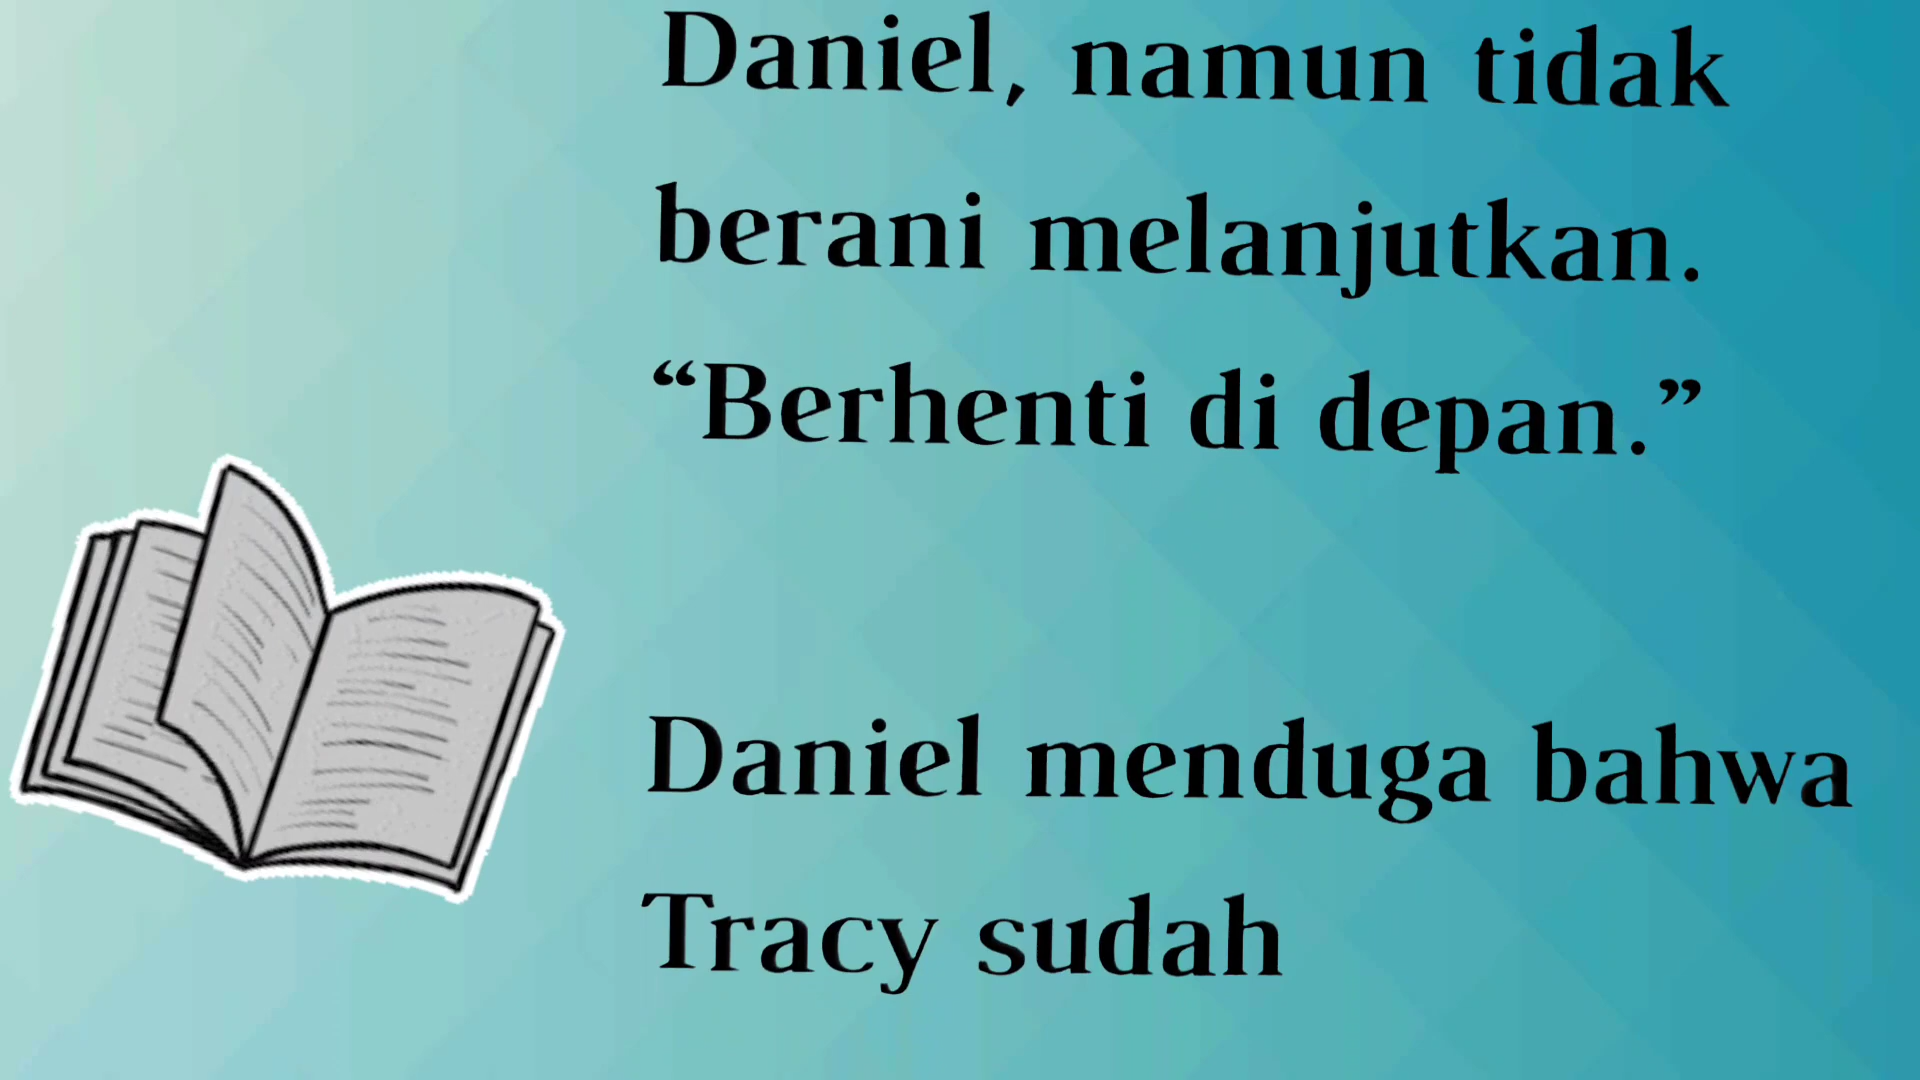 Daniel, namun tidak
berani melanjutkan.
“Berhenti di depan.”
Daniel menduga bahwa
Tracy sudah